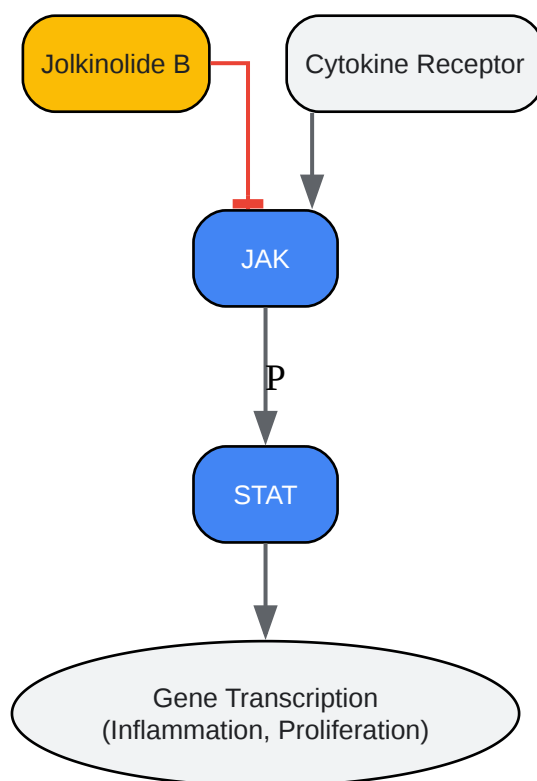 Jolkinolide B
Cytokine Receptor
JAK
P
STAT
Gene Transcription
(Inflammation, Proliferation)